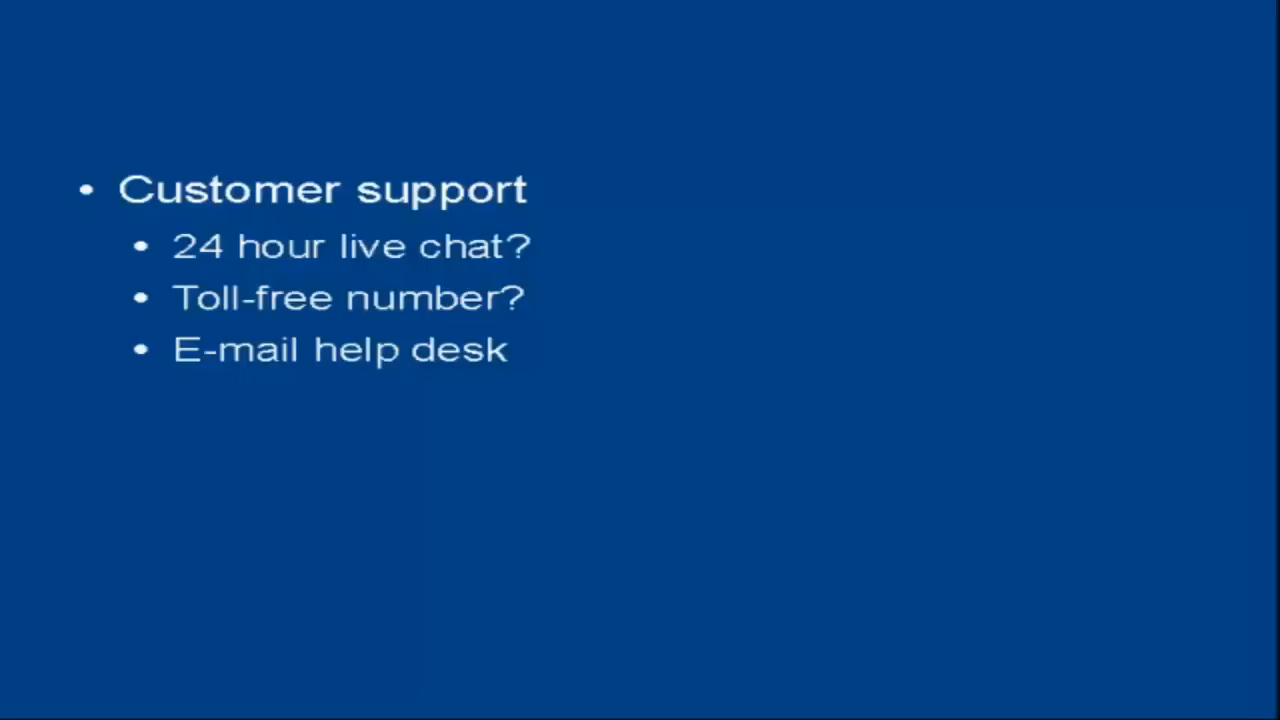 • Customer support
• 24 hour live chat?
• Toll-free number?
• E-mail help desk